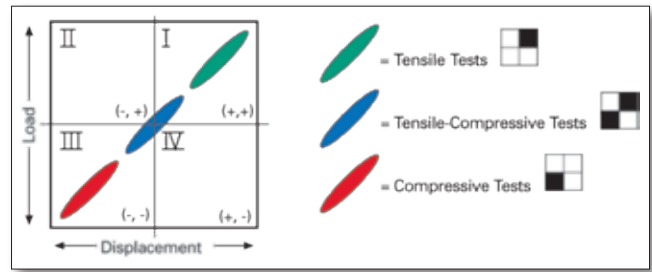 II I
(-, +) (+,+)
Load
III IV
(-, -) (+, -)
Displacement
= Tensile Tests
= Tensile-Compressive Tests
= Compressive Tests